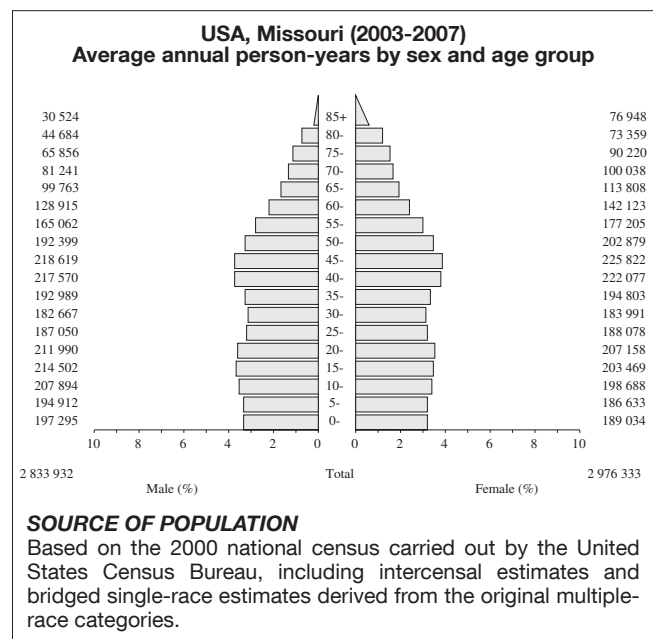 USA, Missouri (2003-2007)
Average annual person-years by sex and age group
30 524 85+ 76 948
44 684 80- 73 359
65 856 75- 90 220
81 241 70- 100 038
99 763 65- 113 808
128 915 60- 142 123
165 062 55- 177 205
192 399 50- 202 879
218 619 45- 225 822
217 570 40- 222 077
192 989 35- 194 803
182 667 30- 183 991
187 050 25- 188 078
211 990 20- 207 158
214 502 15- 203 469
207 894 10- 198 688
194 912 5- 186 633
197 295 0- 189 034
10 8 6 4 2 0 0 2 4 6 8 10
2 833 932 Total 2 976 333
Male (%) Female (%)
SOURCE OF POPULATION
Based on the 2000 national census carried out by the United
States Census Bureau, including intercensal estimates and
bridged single-race estimates derived from the original multiple-
race categories.